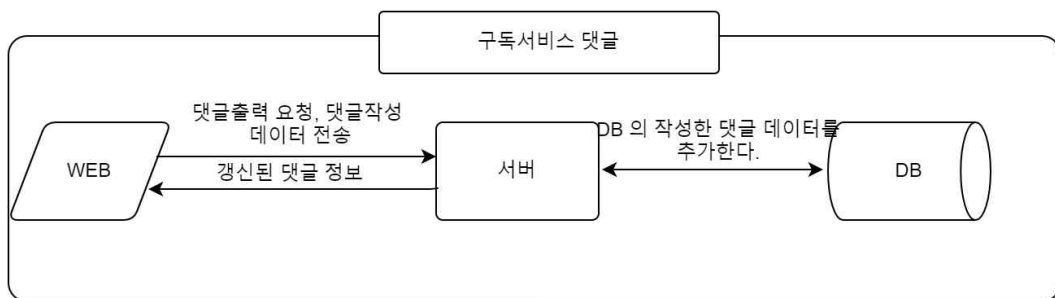 구독서비스 댓글
댓글출력 요청, 댓글작성
데이터 전송
갱신된 댓글 정보
WEB
서버
DB 의 작성한 댓글 데이터를
추가한다.
DB